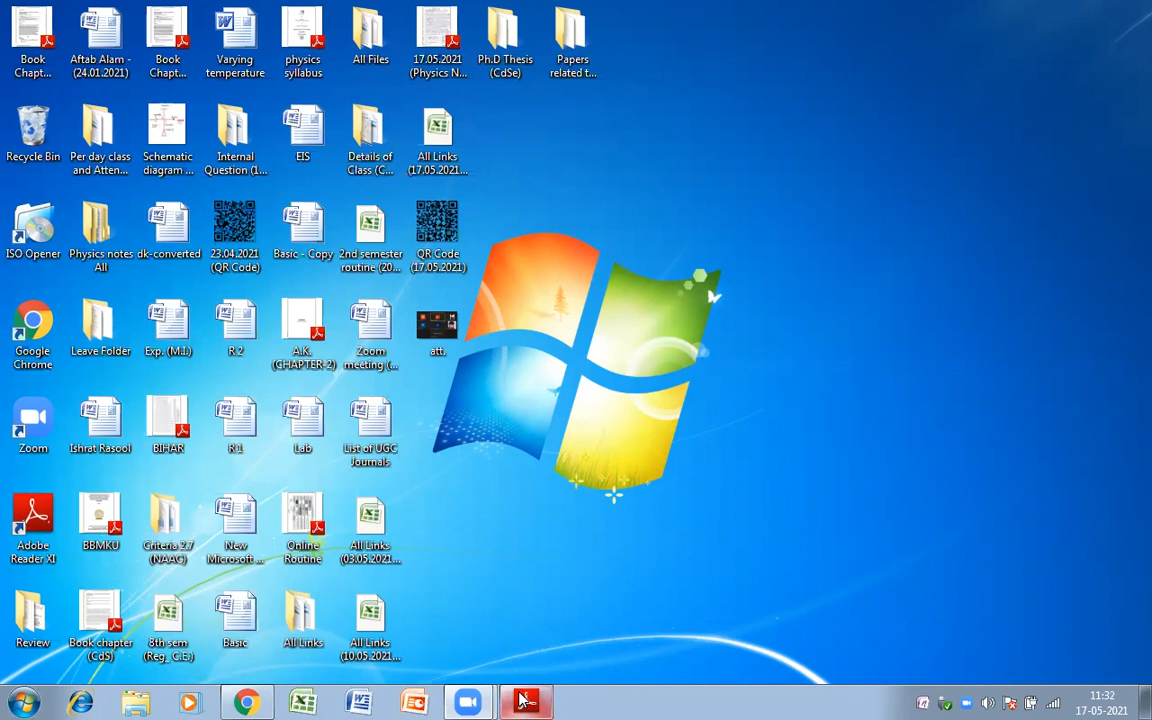 Book
Chapt...
Aftab Alam -
(24.01.2021)
Book
Chapt...
Varying
temperature
physics
syllabus
All Files
17.05.2021
(Physics N...
Ph.D Thesis
(CdSe)
Papers
related t...
Recycle Bin
Per day class
and Atten...
Schematic
diagram ...
Internal
Question (1...
EIS
Details of
Class (C...
All Links
(17.05.2021...
ISO Opener
Physics notes
All
dk-converted
23.04.2021
(QR Code)
Basic - Copy
2nd semester
routine (20...
QR Code
(17.05.2021)
Google
Chrome
Leave Folder
Exp. (M.I.)
R 2
A.K.
(CHAPTER-2)
Zoom
meeting (...
att.
Zoom
Ishrat Rasool
BIHAR
R1
Lab
List of UGC
Journals
Adobe
Reader XI
BBMKU
Criteria 2.7
(NAAC)
New
Microsoft ...
Online
Routine
All Links
(03.05.2021...
Review
Book chapter
(CdS)
8th sem
(Reg_ C.E.)
Basic
All Links
All Links
(10.05.2021...
11:32
17-05-2021